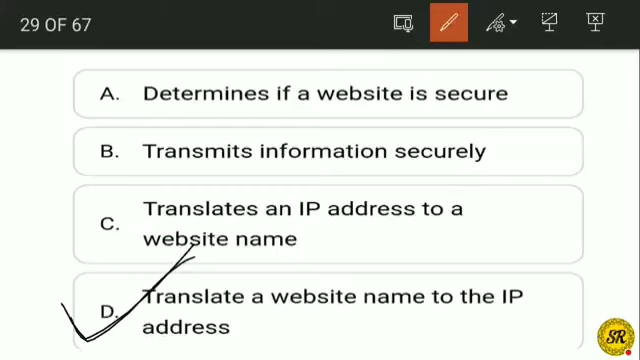 29 OF 67
A. Determines if a website is secure
B. Transmits information securely
C. Translates an IP address to a
website name
D. Translate a website name to the IP
address
SR